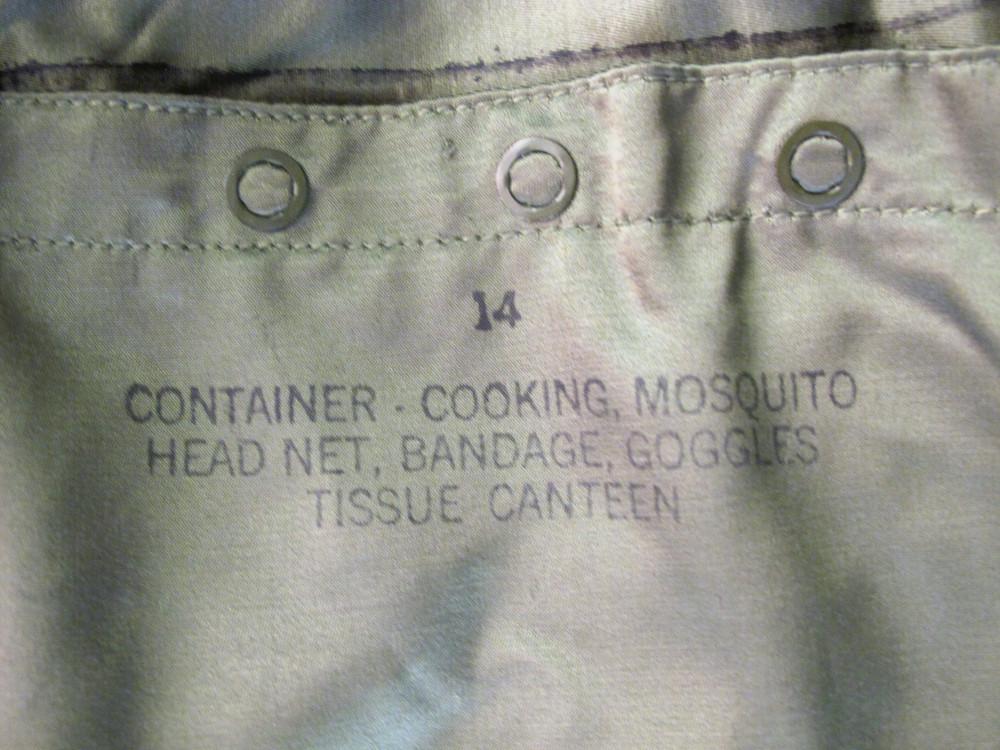 14
CONTAINER - COOKING, MOSQUITO
HEAD NET, BANDAGE, GOGGLES
TISSUE CANTEEN